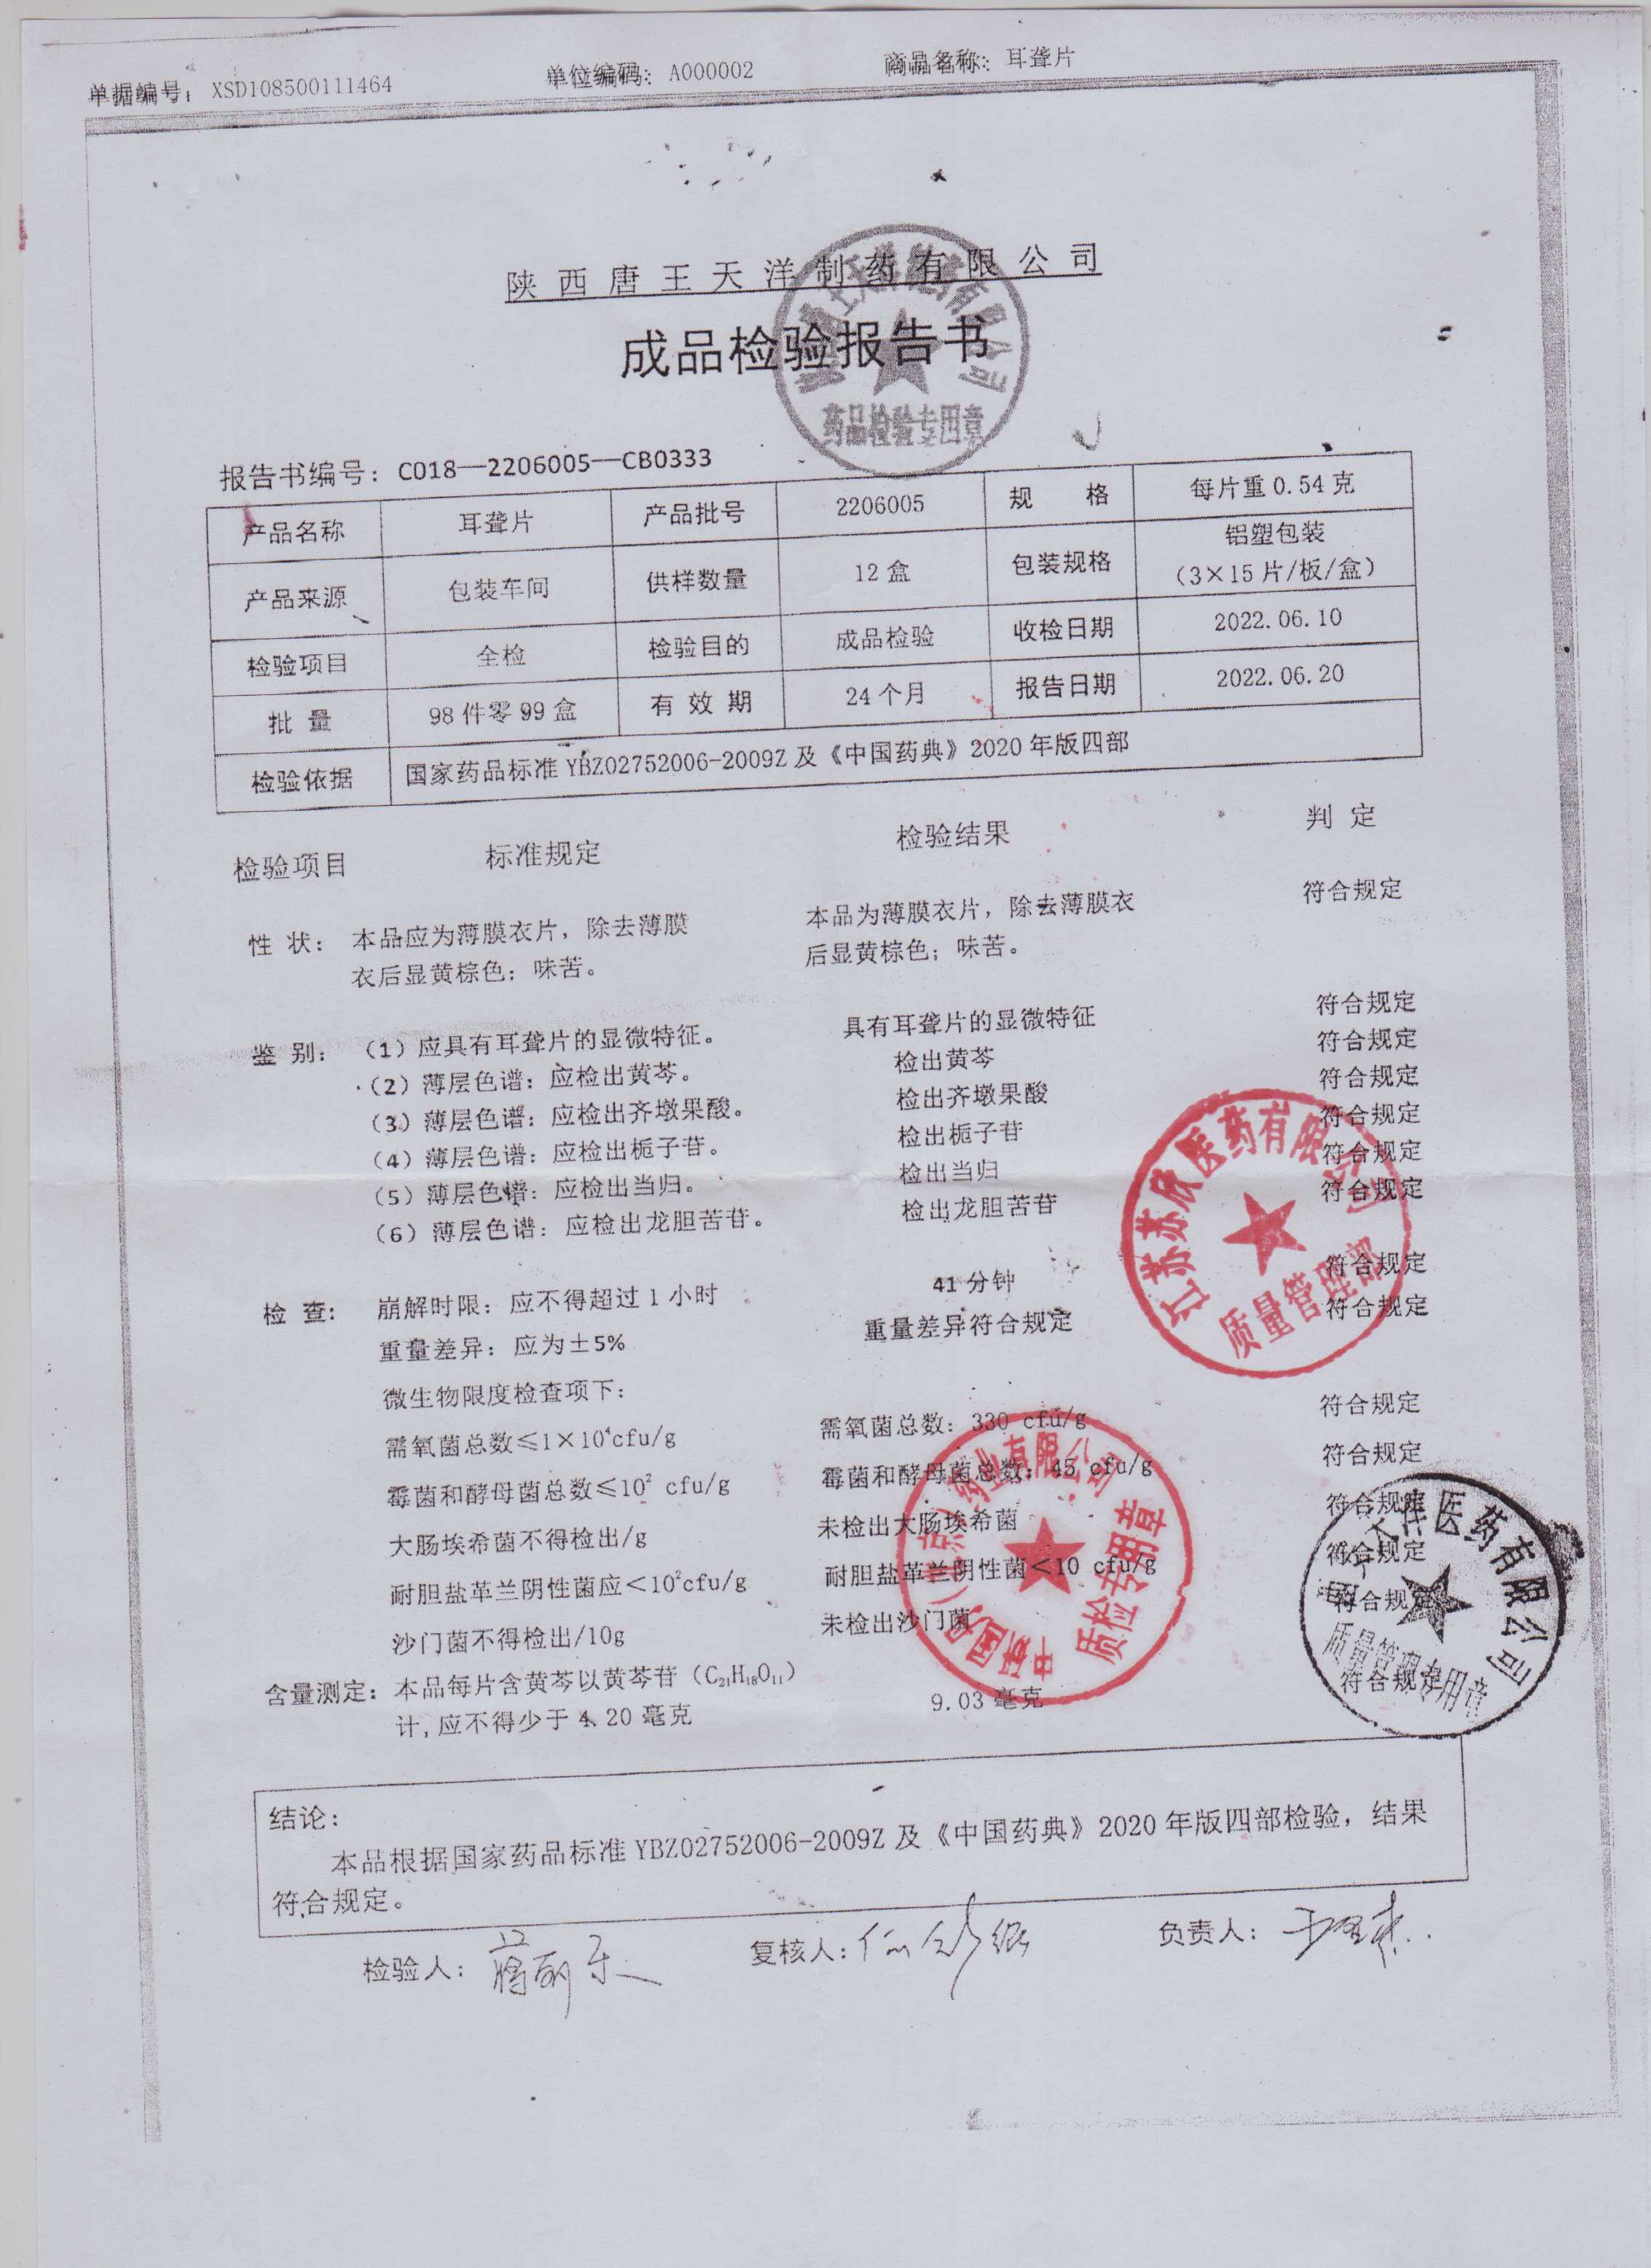 单据编号: XSD108500111464 单位编码: A000002 商品名称: 耳聋片
陕西唐王天洋制药有限公司
成品检验报告书
药品检验专用章
报告书编号: C018—2206005—CB0333
产品名称 耳聋片 产品批号 2206005 规 格 每片重0.54克
产品来源 包装车间 供样数量 12盒 包装规格 铝塑包装
(3×15片/板/盒)
检验项目 全检 检验目的 成品检验 收检日期 2022.06.10
批 量 98件零99盒 有 效 期 24个月 报告日期 2022.06.20
检验依据 国家药品标准YBZ02752006-2009Z及《中国药典》2020年版四部
检验项目 标准规定 检验结果 判 定
性 状: 本品应为薄膜衣片，除去薄膜 本品为薄膜衣片，除去薄膜衣 符合规定
衣后显黄棕色；味苦。 后显黄棕色；味苦。
鉴 别: (1)应具有耳聋片的显微特征。 具有耳聋片的显微特征 符合规定
(2)薄层色谱：应检出黄芩。 检出黄芩 符合规定
(3)薄层色谱：应检出齐墩果酸。 检出齐墩果酸 符合规定
(4)薄层色谱：应检出栀子苷。 检出栀子苷 符合规定
(5)薄层色谱：应检出当归。 检出当归 符合规定
(6)薄层色谱：应检出龙胆苦苷。 检出龙胆苦苷 符合规定
检 查: 崩解时限：应不得超过1小时 41分钟 符合规定
重量差异：应为±5% 重量差异符合规定 符合规定
微生物限度检查项下:
需氧菌总数≤1×10⁴cfu/g 需氧菌总数：330 cfu/g 符合规定
霉菌和酵母菌总数≤10² cfu/g 霉菌和酵母菌总数：45 cfu/g 符合规定
大肠埃希菌不得检出/g 未检出大肠埃希菌 符合规定
耐胆盐革兰阴性菌应<10²cfu/g 耐胆盐革兰阴性菌<10 cfu/g 符合规定
沙门菌不得检出/10g 未检出沙门菌 符合规定
含量测定: 本品每片含黄芩以黄芩苷（C₂₁H₁₈O₁₁） 9.03毫克 符合规定
计,应不得少于4.20毫克
江苏苏欣医药有限公司
质量管理部
药业有限公司
质检专用章
医药有限公司
质量管理专用章
结论:
本品根据国家药品标准YBZ02752006-2009Z及《中国药典》2020年版四部检验，结果
符合规定。
检验人: 复核人: 负责人: